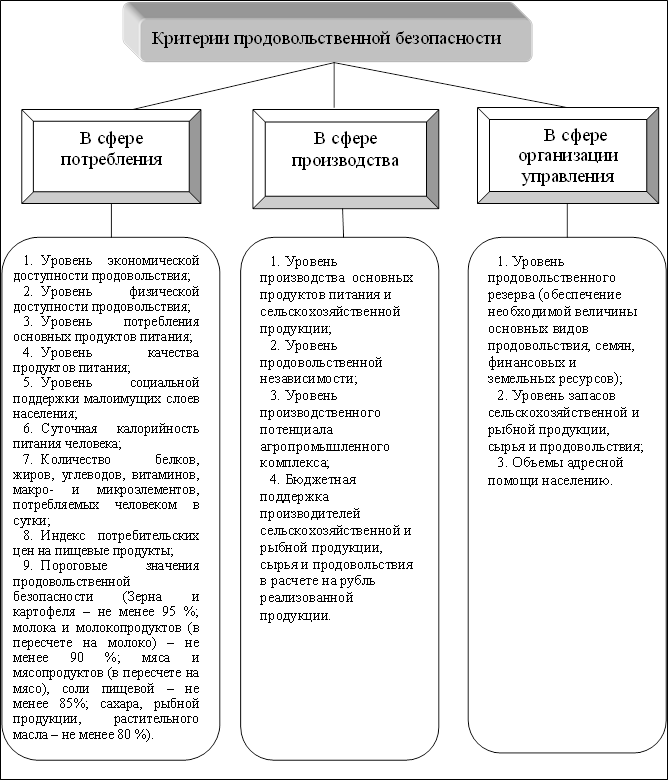 Критерии продовольственной безопасности
В сфере
потребления
1. Уровень экономической
доступности продовольствия;
2. Уровень физической
доступности продовольствия;
3. Уровень потребления
основных продуктов питания;
4. Уровень качества
продуктов питания;
5. Уровень социальной
поддержки малоимущих слоев
населения;
6. Суточная калорийность
питания человека;
7. Количество белков,
жиров, углеводов, витаминов,
макро- и микроэлементов,
потребляемых человеком в
сутки;
8. Индекс потребительских
цен на пищевые продукты;
9. Пороговые значения
продовольственной
безопасности (Зерна и
картофеля – не менее 95 %;
молока и молокопродуктов (в
пересчете на молоко) – не
менее 90 %; мяса и
мясопродуктов (в пересчете на
мясо), соли пищевой – не
менее 85%; сахара, рыбной
продукции, растительного
масла – не менее 80 %).
В сфере
производства
1. Уровень
производства основных
продуктов питания и
сельскохозяйственной
продукции;
2. Уровень
продовольственной
независимости;
3. Уровень
производственного
потенциала
агропромышленного
комплекса;
4. Бюджетная
поддержка
производителей
сельскохозяйственной и
рыбной продукции,
сырья и продовольствия
в расчете на рубль
реализованной
продукции.
В сфере
организации
управления
1. Уровень
продовольственного
резерва (обеспечение
необходимой величины
основных видов
продовольствия, семян,
финансовых и
земельных ресурсов);
2. Уровень запасов
сельскохозяйственной и
рыбной продукции,
сырья и продовольствия;
3. Объемы адресной
помощи населению.